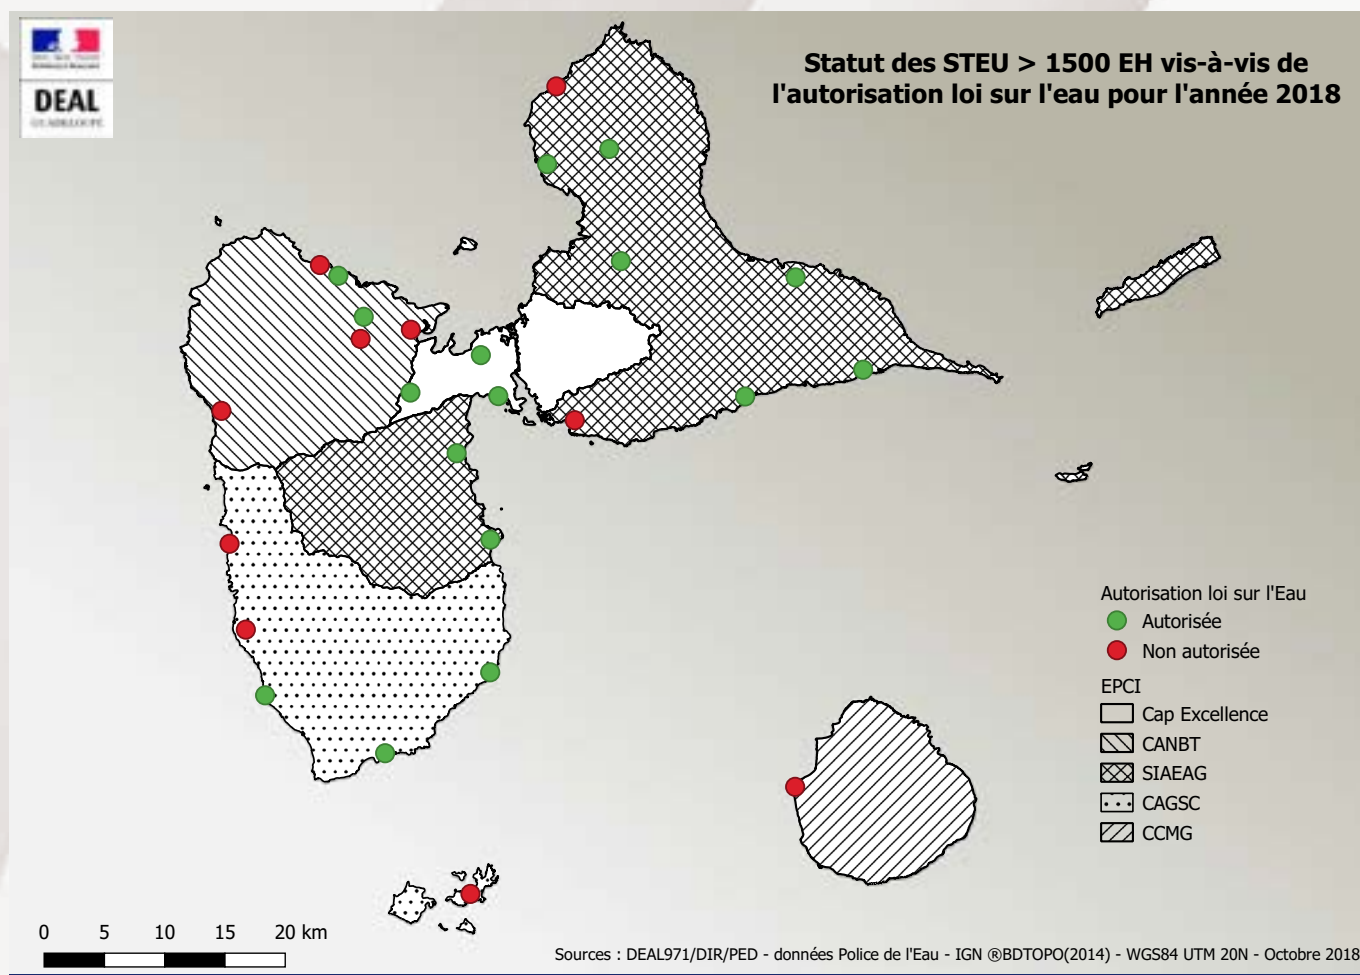 DEAL
GUADELOUPE
Statut des STEU > 1500 EH vis-à-vis de
l'autorisation loi sur l'eau pour l'année 2018
Autorisation loi sur l'Eau
Autorisée
Non autorisée
EPCI
Cap Excellence
CANBT
SIAEAG
CAGSC
CCMG
0 5 10 15 20 km
Sources : DEAL971/DIR/PED - données Police de l'Eau - IGN ®BDTOPO(2014) - WGS84 UTM 20N - Octobre 2018